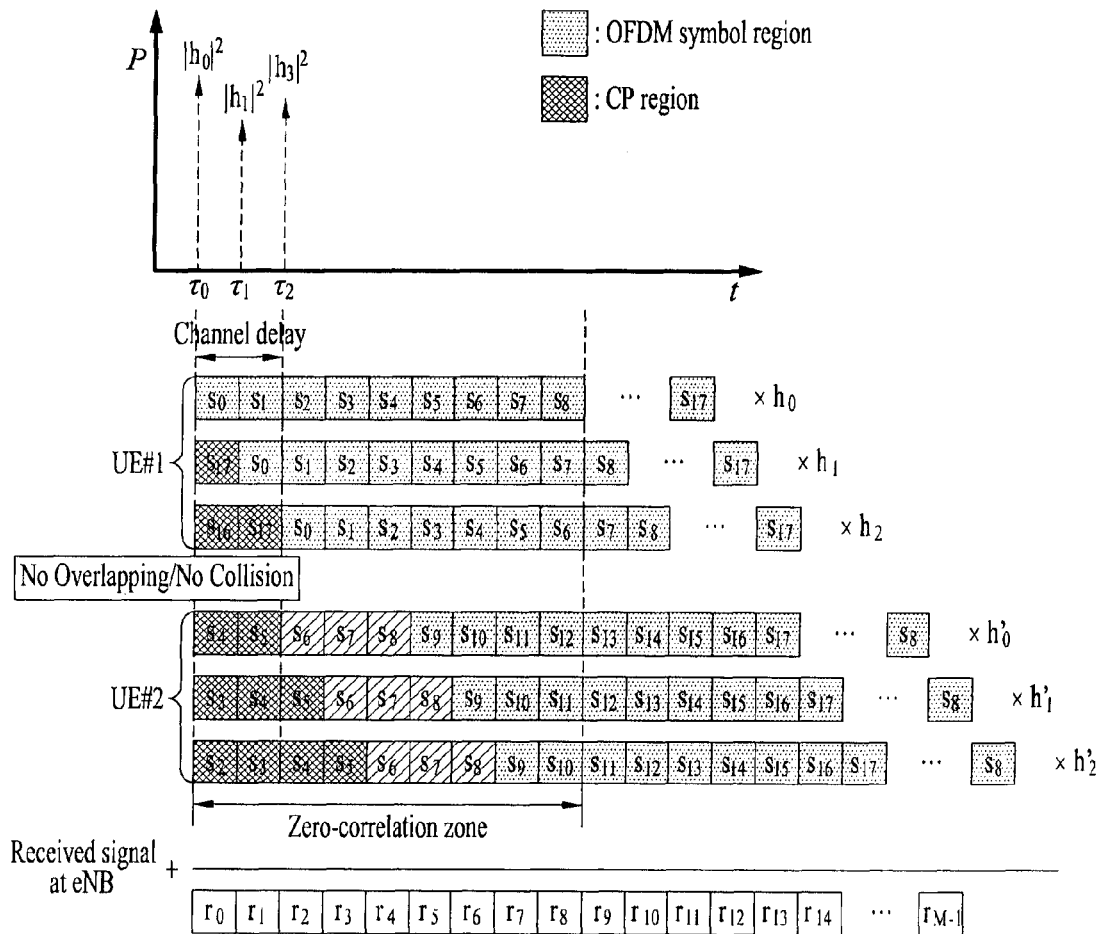 : OFDM symbol region
: CP region
P
|h₀|²
|h₁|²
|h₃|²
τ₀ τ₁ τ₂
t
Channel delay
UE#1
s₀ s₁ s₂ s₃ s₄ s₅ s₆ s₇ s₈ ··· s₁₇ × h₀
s₁₇ s₀ s₁ s₂ s₃ s₄ s₅ s₆ s₇ s₈ ··· s₁₇ × h₁
s₁₆ s₁₇ s₀ s₁ s₂ s₃ s₄ s₅ s₆ s₇ s₈ ··· s₁₇ × h₂
No Overlapping/No Collision
UE#2
s₄ s₅ s₆ s₇ s₈ s₉ s₁₀ s₁₁ s₁₂ s₁₃ s₁₄ s₁₅ s₁₆ s₁₇ ··· s₈ × h'₀
s₃ s₄ s₅ s₆ s₇ s₈ s₉ s₁₀ s₁₁ s₁₂ s₁₃ s₁₄ s₁₅ s₁₆ s₁₇ ··· s₈ × h'₁
s₂ s₃ s₄ s₅ s₆ s₇ s₈ s₉ s₁₀ s₁₁ s₁₂ s₁₃ s₁₄ s₁₅ s₁₆ s₁₇ ··· s₈ × h'₂
Zero-correlation zone
Received signal
at eNB
+
r₀ r₁ r₂ r₃ r₄ r₅ r₆ r₇ r₈ r₉ r₁₀ r₁₁ r₁₂ r₁₃ r₁₄ ··· r_M-1